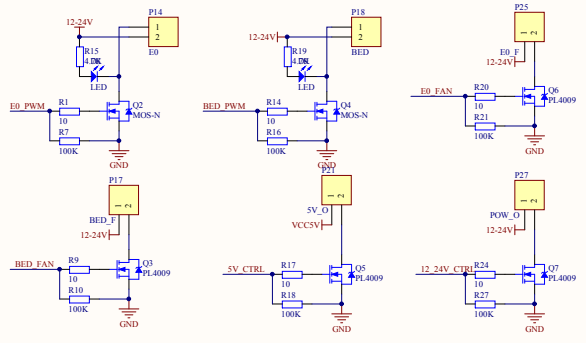 P14
12-24V
1
2
R15
E0
LED
E0_PWM
R1
10
Q2
MOS-N
R7
100K
GND
P18
12-24V
1
2
R19
BED
LED
BED_PWM
R14
10
Q4
MOS-N
R16
100K
GND
P25
1 2
E0_F
12-24V
E0_FAN
R20
10
Q6
PL4009
R21
100K
GND
P17
1 2
BED_F
12-24V
BED_FAN
R9
10
Q3
PL4009
R10
100K
GND
P21
1 2
5V_O
VCC5V
5V_CTRL
R17
10
Q5
PL4009
R18
100K
GND
P27
1 2
POW_O
12-24V
12_24V_CTRL
R24
10
Q7
PL4009
R27
100K
GND